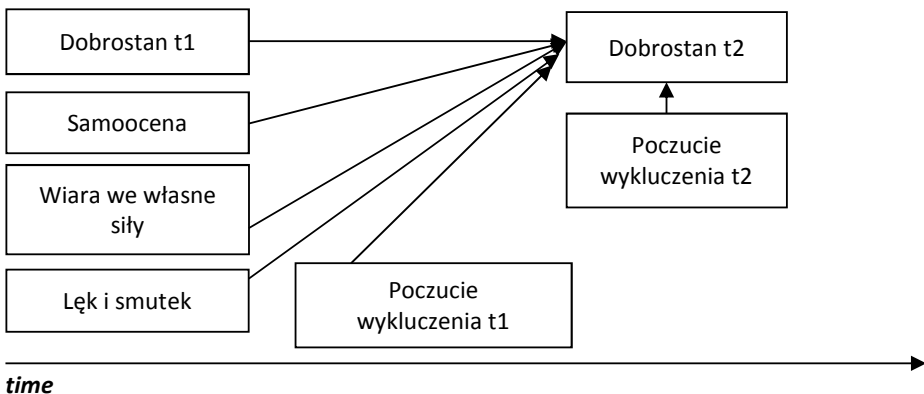 Dobrostan t1
Dobrostan t2
Samoocena
Poczucie
wykluczenia t2
Wiara we własne
siły
Lęk i smutek
Poczucie
wykluczenia t1
time